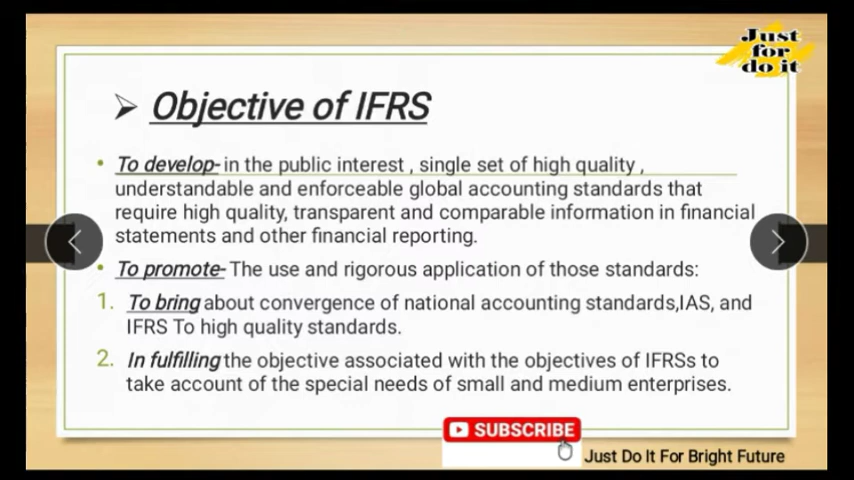 Just
for
do it
Objective of IFRS
To develop- in the public interest , single set of high quality ,
understandable and enforceable global accounting standards that
require high quality, transparent and comparable information in financial
statements and other financial reporting.
To promote- The use and rigorous application of those standards:
1. To bring about convergence of national accounting standards,IAS, and
IFRS To high quality standards.
2. In fulfilling the objective associated with the objectives of IFRSs to
take account of the special needs of small and medium enterprises.
SUBSCRIBE
Just Do It For Bright Future